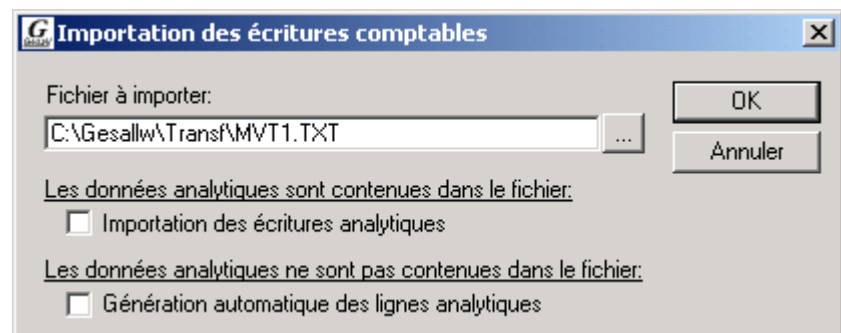 Importation des écritures comptables
Fichier à importer:
OK
C:\Gesallw\Transf\MVT1.TXT
...
Annuler
Les données analytiques sont contenues dans le fichier:
Importation des écritures analytiques
Les données analytiques ne sont pas contenues dans le fichier:
Génération automatique des lignes analytiques